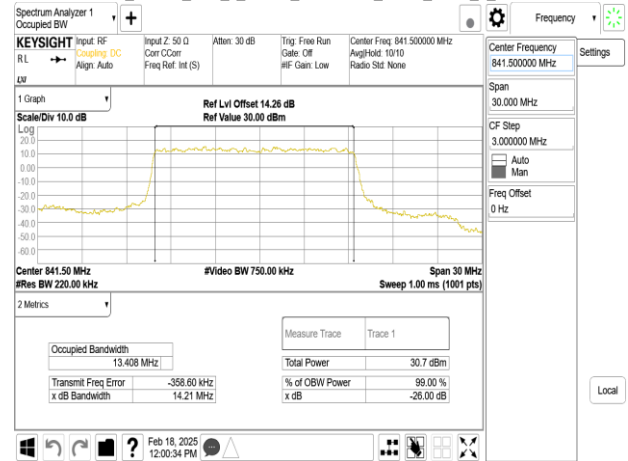 Spectrum Analyzer 1
Occupied BW
Frequency
KEYSIGHT
RL
LXI
Input: RF
Coupling: DC
Align: Auto
Input Z: 50 Ω
Corr CCorr
Freq Ref: Int (S)
Atten: 30 dB
Trig: Free Run
Gate: Off
#IF Gain: Low
Center Freq: 841.500000 MHz
Avg|Hold: 10/10
Radio Std: None
Center Frequency
841.500000 MHz
Settings
Span
30.000 MHz
CF Step
3.000000 MHz
Auto
Man
Freq Offset
0 Hz
Local
1 Graph
Scale/Div 10.0 dB
Ref Lvl Offset 14.26 dB
Ref Value 30.00 dBm
Log
20.0
10.0
0.00
-10.0
-20.0
-30.0
-40.0
-50.0
-60.0
Center 841.50 MHz
#Res BW 220.00 kHz
#Video BW 750.00 kHz
Span 30 MHz
Sweep 1.00 ms (1001 pts)
2 Metrics
Measure Trace Trace 1
Occupied Bandwidth
13.408 MHz
Total Power 30.7 dBm
Transmit Freq Error -358.60 kHz
% of OBW Power 99.00 %
x dB Bandwidth 14.21 MHz
x dB -26.00 dB
?
Feb 18, 2025
12:00:34 PM